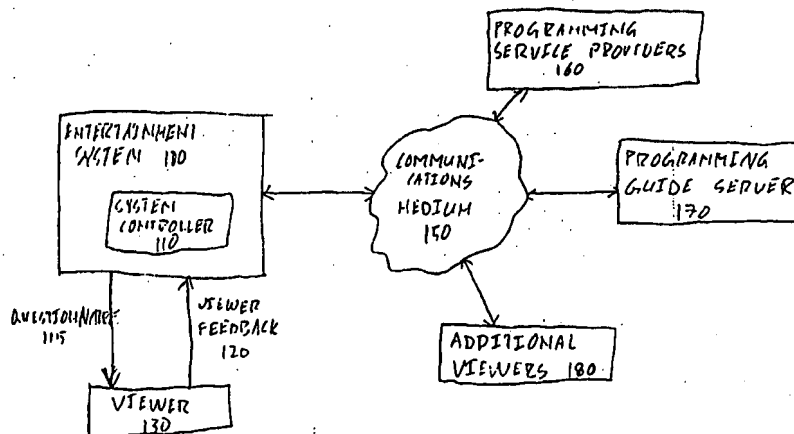 PROGRAMMING
SERVICE PROVIDERS
160
ENTERTAINMENT
SYSTEM 100
SYSTEM
CONTROLLER
110
COMMUNI-
CATIONS
MEDIUM
150
PROGRAMMING
GUIDE SERVER
170
QUESTIONNAIRE
115
VIEWER
FEEDBACK
120
VIEWER
130
ADDITIONAL
VIEWERS 180